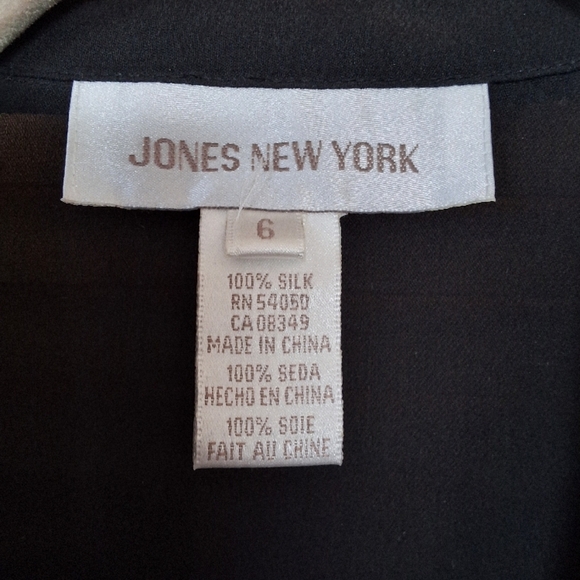 JONES NEW YORK
6
100% SILK
RN 54050
CA 08349
MADE IN CHINA
100% SEDA
HECHO EN CHINA
100% SOIE
FAIT AU CHINE